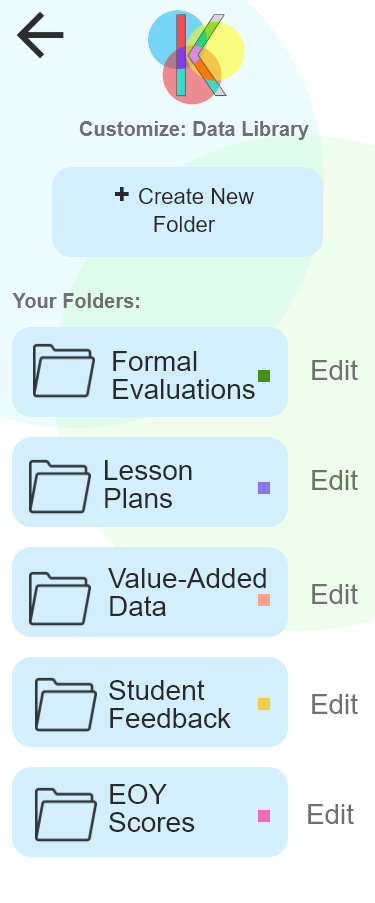 K
Customize: Data Library
+ Create New
Folder
Your Folders:
Formal
Evaluations
Edit
Lesson
Plans
Edit
Value-Added
Data
Edit
Student
Feedback
Edit
EOY
Scores
Edit